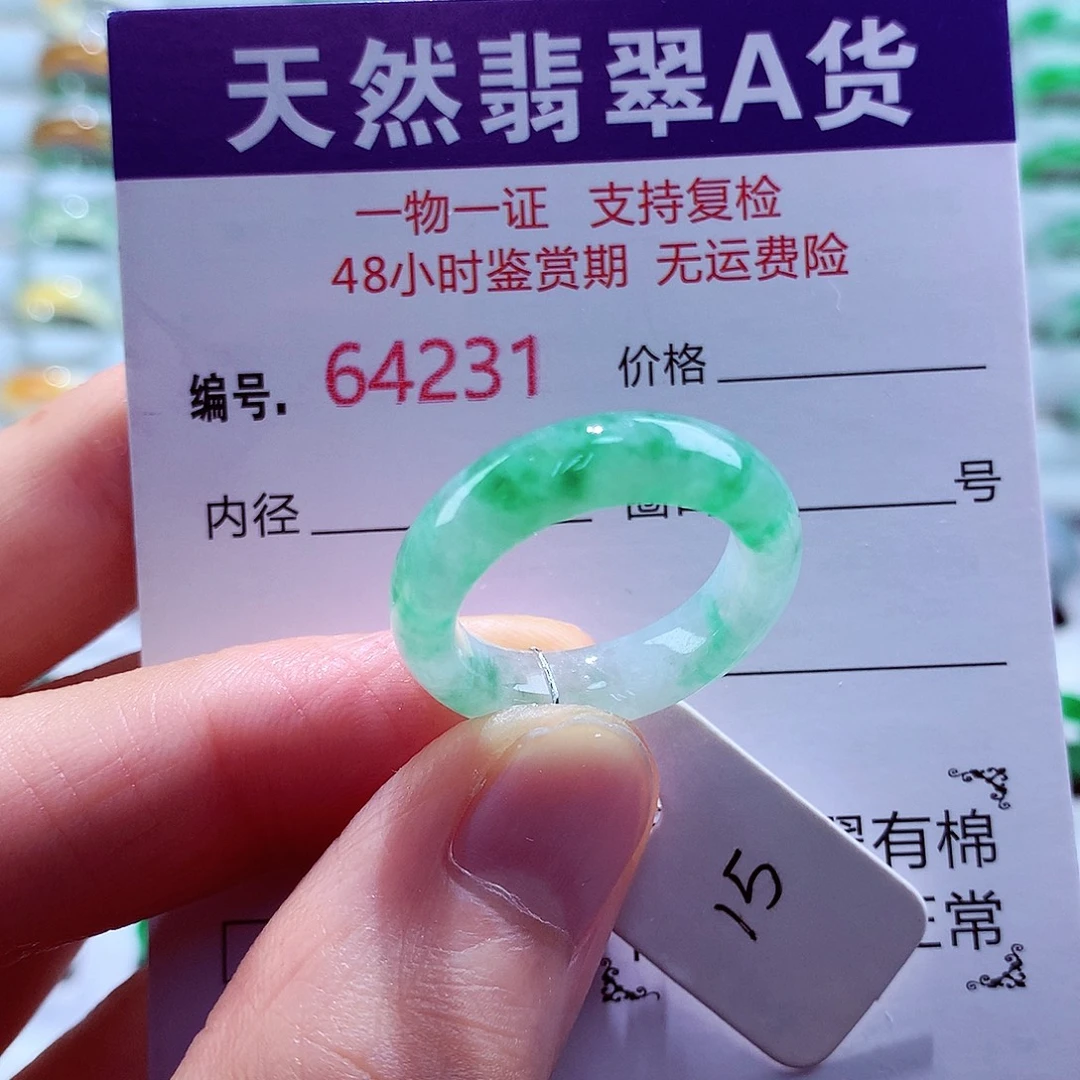 天然翡翠A货
一物一证 支持复检
48小时鉴赏期 无运费险
编号. 64231 价格
内径 号
有棉
15
常